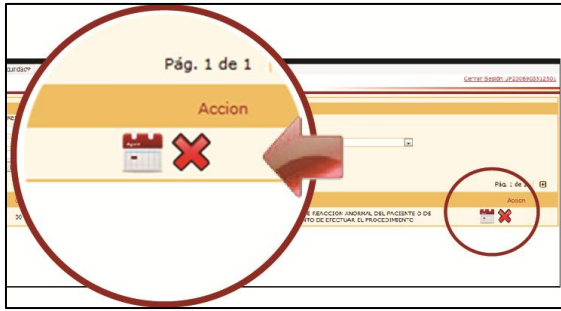 Pág. 1 de 1
Accion
Cerrar Sesión
Pág. 1 de 1
Accion
E REACCION ANORMAL DEL PACIENTE O DE
NTO DE EFECTUAR EL PROCEDIMIENTO